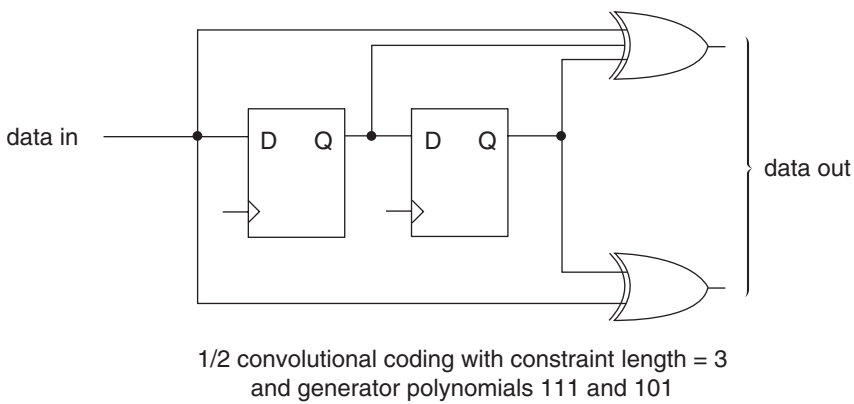 data in
D Q
D Q
data out
1/2 convolutional coding with constraint length = 3
and generator polynomials 111 and 101